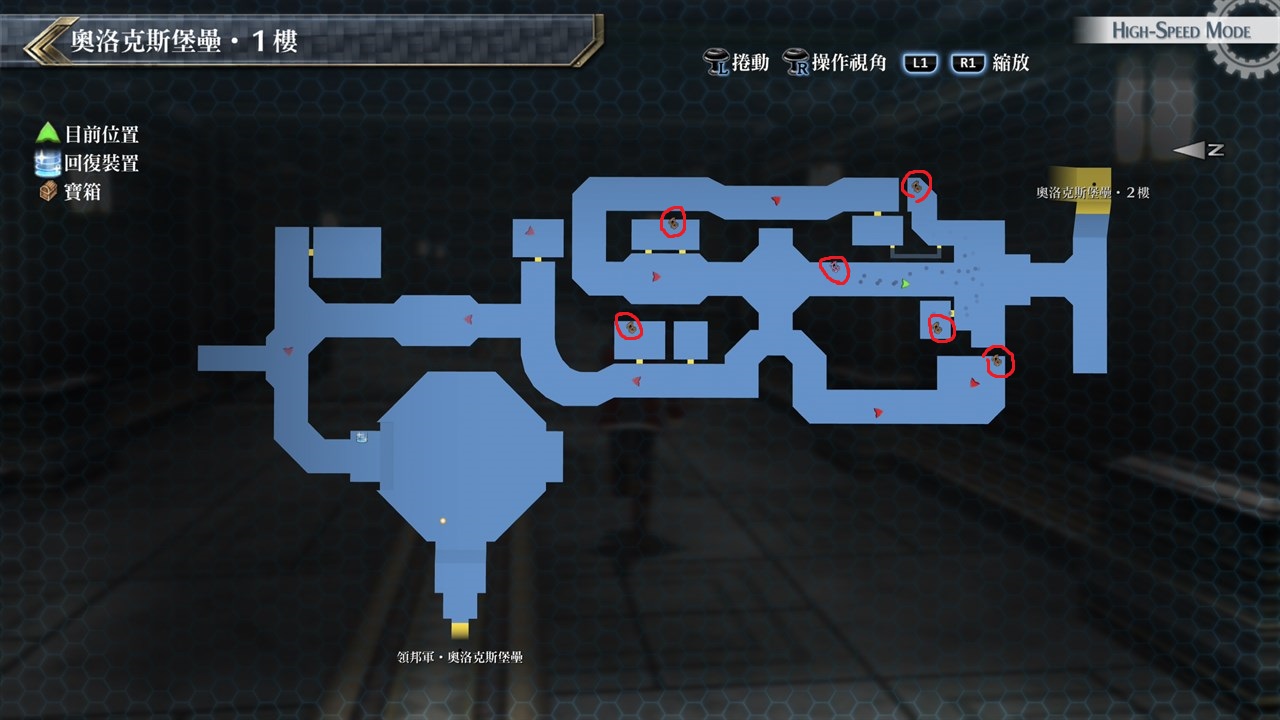 奧洛克斯堡壘・1樓
HIGH-SPEED MODE
L 捲動 R 操作視角 L1 R1 縮放
目前位置
回復裝置
寶箱
Z
奧洛克斯堡壘・2樓
領邦軍・奧洛克斯堡壘